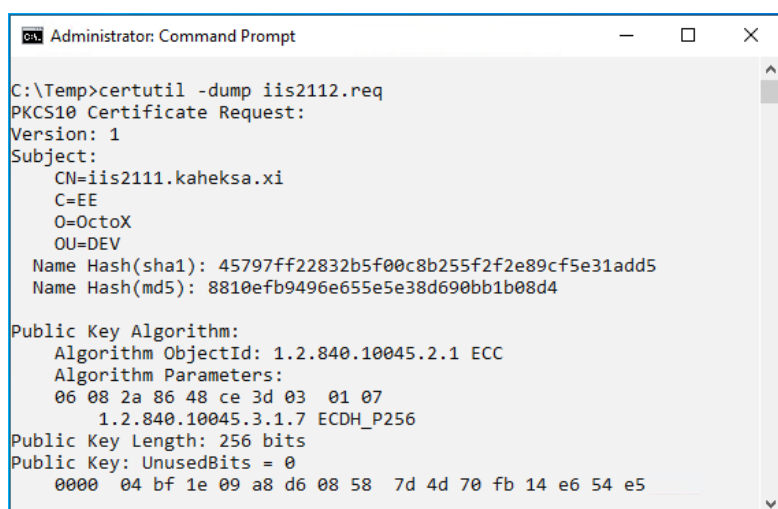 Administrator: Command Prompt
C:\Temp>certutil -dump iis2112.req
PKCS10 Certificate Request:
Version: 1
Subject:
    CN=iis2111.kaheksa.xi
    C=EE
    O=OctoX
    OU=DEV
  Name Hash(sha1): 45797ff22832b5f00c8b255f2f2e89cf5e31add5
  Name Hash(md5): 8810efb9496e655e5e38d690bb1b08d4
Public Key Algorithm:
    Algorithm ObjectId: 1.2.840.10045.2.1 ECC
    Algorithm Parameters:
    06 08 2a 86 48 ce 3d 03  01 07
        1.2.840.10045.3.1.7 ECDH_P256
Public Key Length: 256 bits
Public Key: UnusedBits = 0
    0000  04 bf 1e 09 a8 d6 08 58  7d 4d 70 fb 14 e6 54 e5